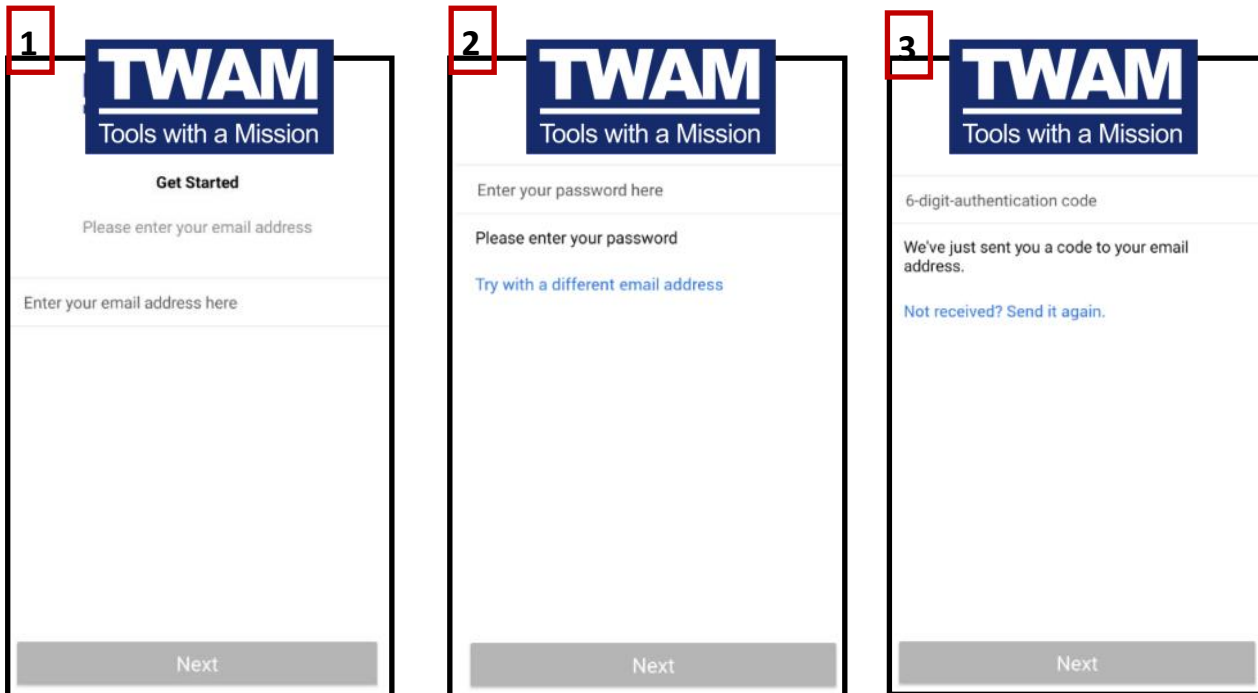 1
TWAM
Tools with a Mission
Get Started
Please enter your email address
Enter your email address here
Next
2
TWAM
Tools with a Mission
Enter your password here
Please enter your password
Try with a different email address
Next
3
TWAM
Tools with a Mission
6-digit-authentication code
We've just sent you a code to your email
address.
Not received? Send it again.
Next